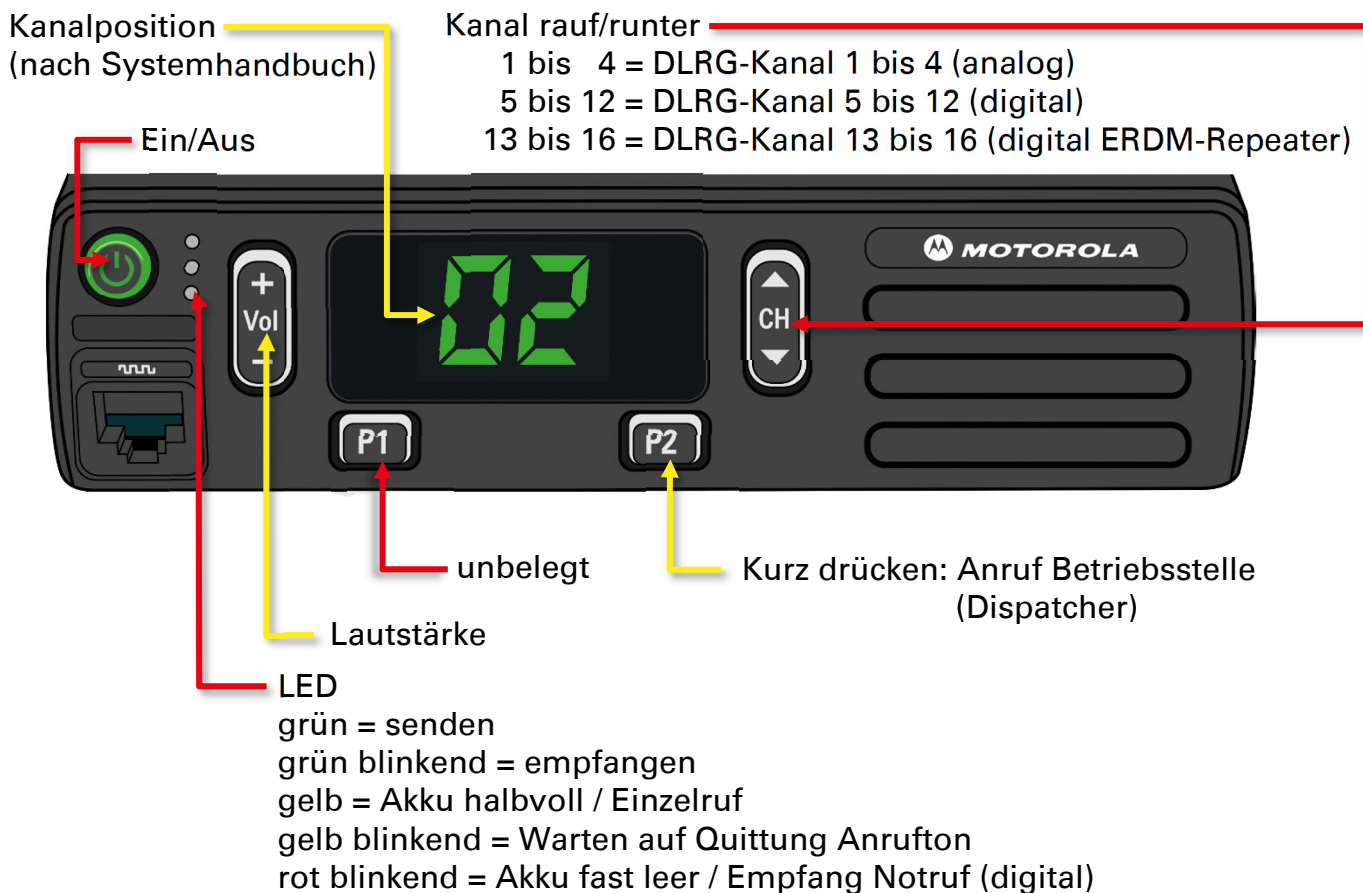 Kanalposition
(nach Systemhandbuch)
Kanal rauf/runter
1 bis 4 = DLRG-Kanal 1 bis 4 (analog)
5 bis 12 = DLRG-Kanal 5 bis 12 (digital)
13 bis 16 = DLRG-Kanal 13 bis 16 (digital ERDM-Repeater)
Ein/Aus
MOTOROLA
+
Vol
−
02
CH
P1
P2
unbelegt
Kurz drücken: Anruf Betriebsstelle
(Dispatcher)
Lautstärke
LED
grün = senden
grün blinkend = empfangen
gelb = Akku halbvoll / Einzelruf
gelb blinkend = Warten auf Quittung Anrufton
rot blinkend = Akku fast leer / Empfang Notruf (digital)